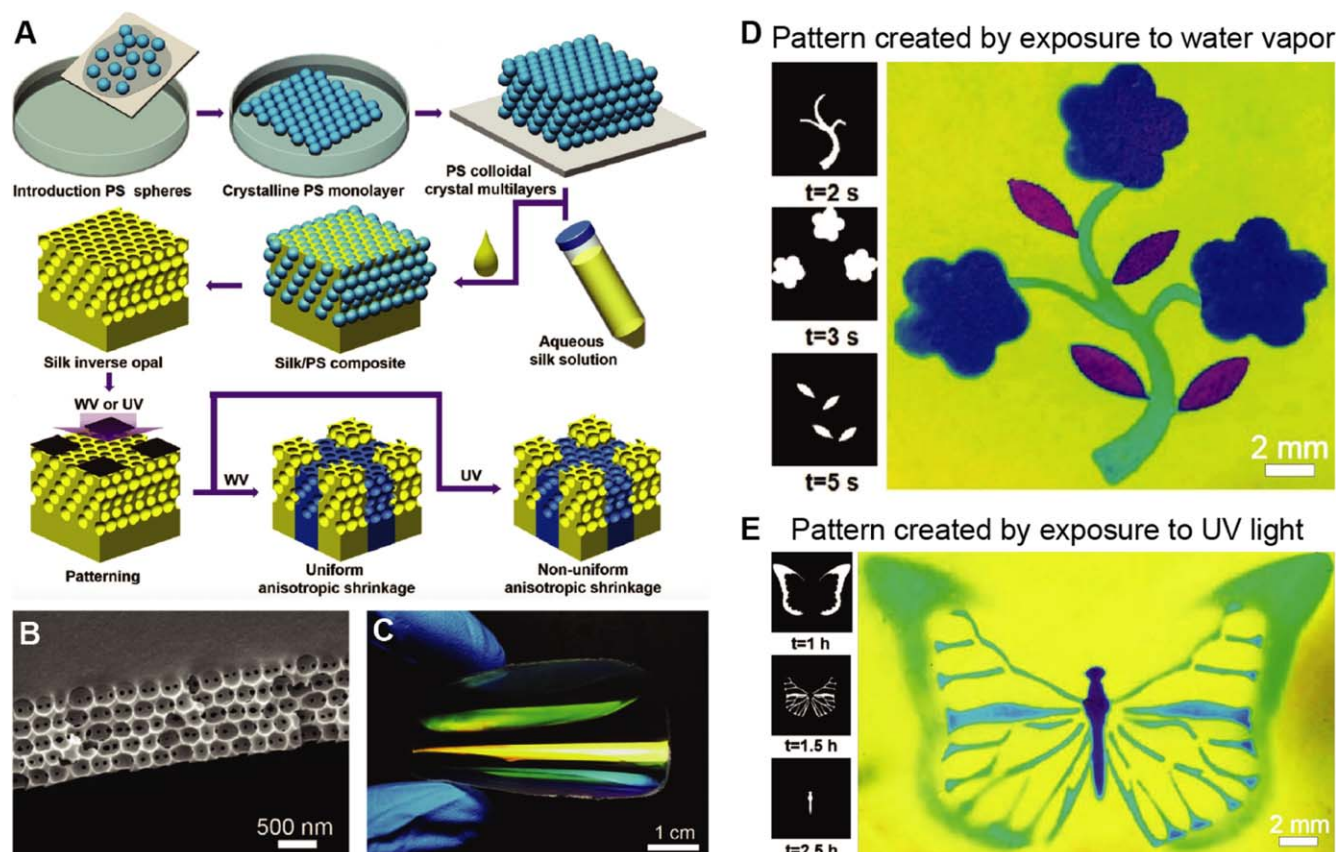 A
Introduction PS spheres
Crystalline PS monolayer
PS colloidal
crystal multilayers
Silk inverse opal
Silk/PS composite
Aqueous
silk solution
WV or UV
WV
UV
Patterning
Uniform
anisotropic shrinkage
Non-uniform
anisotropic shrinkage
B
500 nm
C
1 cm
D Pattern created by exposure to water vapor
t=2 s
t=3 s
t=5 s
2 mm
E Pattern created by exposure to UV light
t=1 h
t=1.5 h
t=2.5 h
2 mm